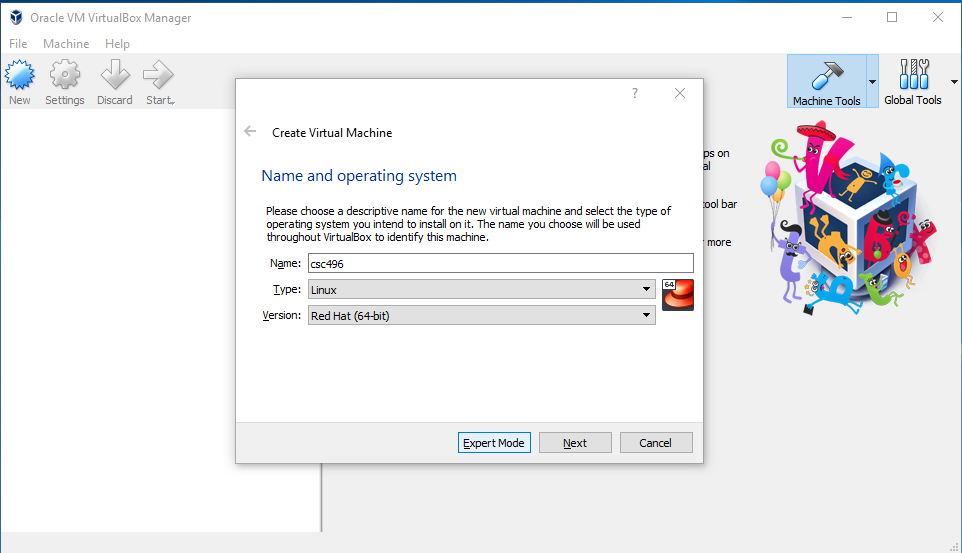 Oracle VM VirtualBox Manager
File Machine Help
New Settings Discard Start
Machine Tools Global Tools
?
Create Virtual Machine
Name and operating system
Please choose a descriptive name for the new virtual machine and select the type of
operating system you intend to install on it. The name you choose will be used
throughout VirtualBox to identify this machine.
Name: csc496
Type: Linux
64
Version: Red Hat (64-bit)
Expert Mode Next Cancel
ps on
al
ool bar
more